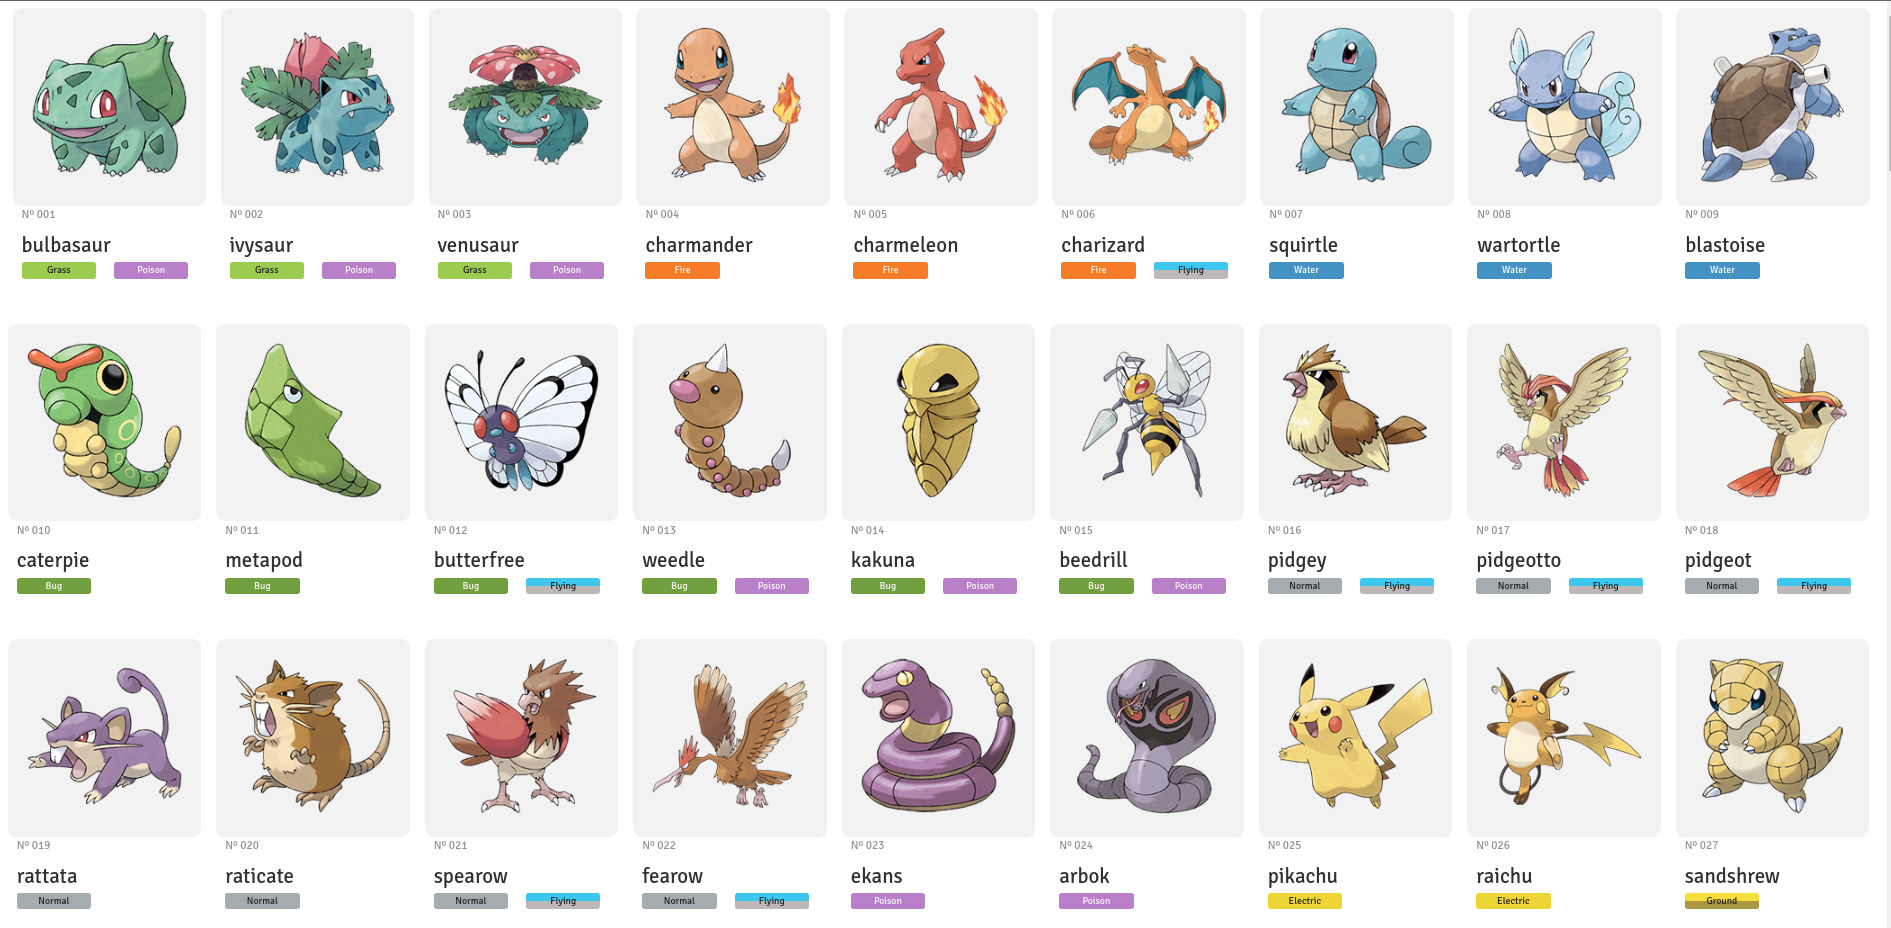 Nº 001 Nº 002 Nº 003 Nº 004 Nº 005 Nº 006 Nº 007 Nº 008 Nº 009
bulbasaur ivysaur venusaur charmander charmeleon charizard squirtle wartortle blastoise
Grass Poison Grass Poison Grass Poison Fire Fire Fire Flying Water Water Water
Nº 010 Nº 011 Nº 012 Nº 013 Nº 014 Nº 015 Nº 016 Nº 017 Nº 018
caterpie metapod butterfree weedle kakuna beedrill pidgey pidgeotto pidgeot
Bug Bug Bug Flying Bug Poison Bug Poison Bug Poison Normal Flying Normal Flying Normal Flying
Nº 019 Nº 020 Nº 021 Nº 022 Nº 023 Nº 024 Nº 025 Nº 026 Nº 027
rattata raticate spearow fearow ekans arbok pikachu raichu sandshrew
Normal Normal Normal Flying Normal Flying Poison Poison Electric Electric Ground